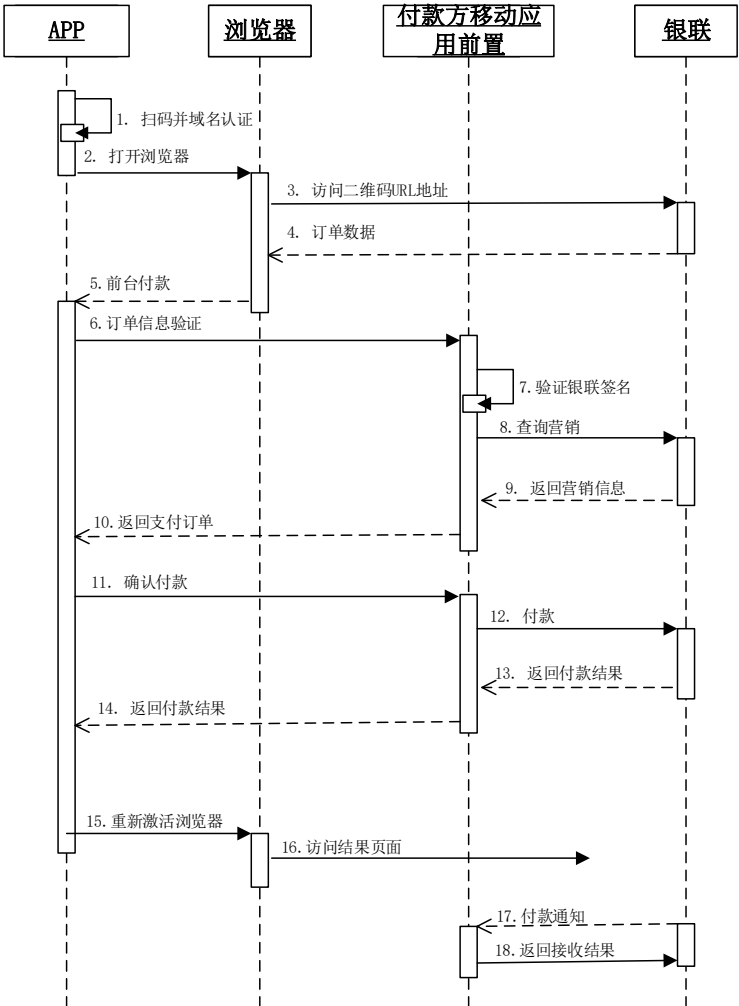 APP
浏览器
付款方移动应
用前置
银联
1. 扫码并域名认证
2. 打开浏览器
3. 访问二维码URL地址
4. 订单数据
5.前台付款
6.订单信息验证
7.验证银联签名
8.查询营销
9. 返回营销信息
10.返回支付订单
11. 确认付款
12. 付款
13. 返回付款结果
14. 返回付款结果
15.重新激活浏览器
16.访问结果页面
17.付款通知
18.返回接收结果